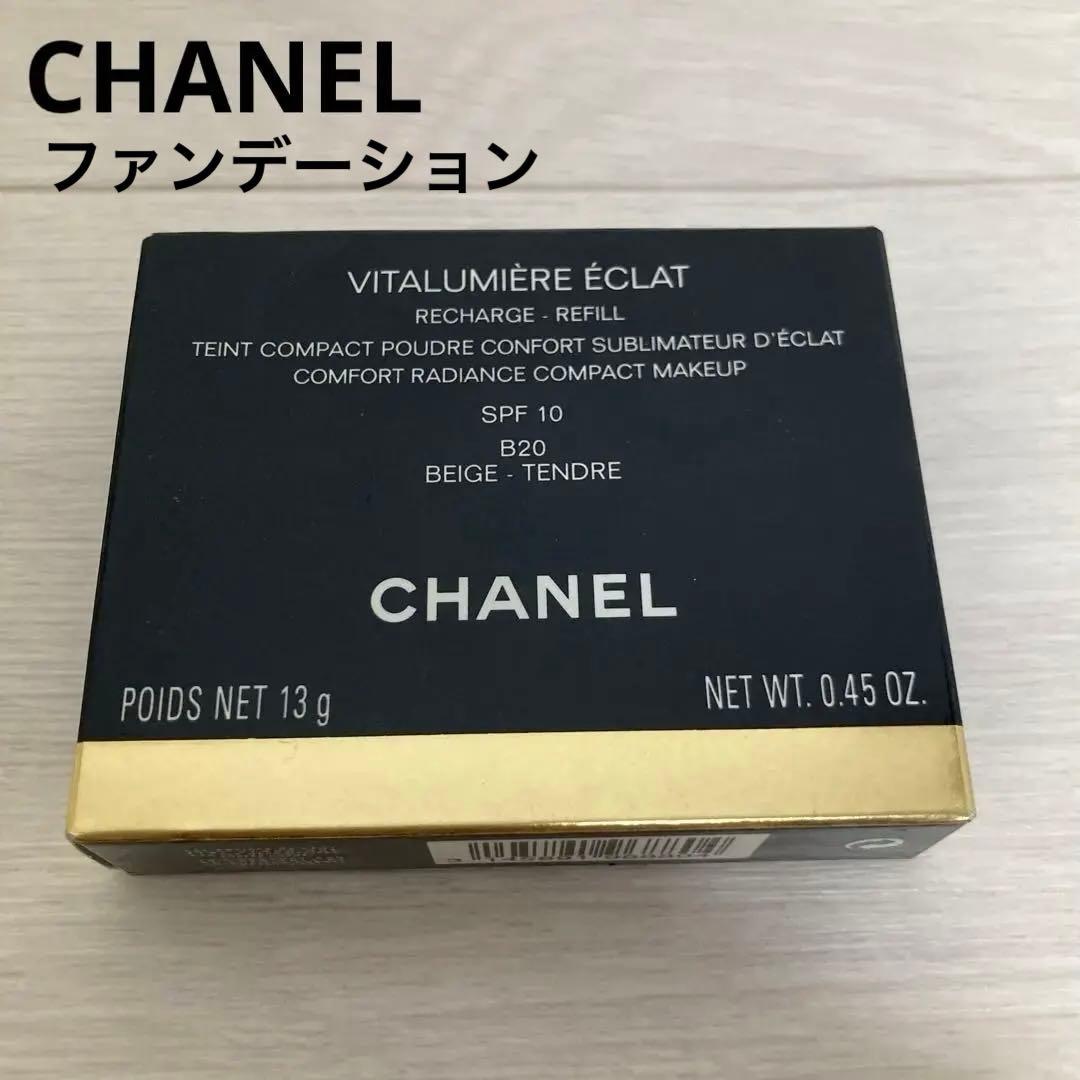 CHANEL
ファンデーション
VITALUMIÈRE ÉCLAT
RECHARGE - REFILL
TEINT COMPACT POUDRE CONFORT SUBLIMATEUR D'ÉCLAT
COMFORT RADIANCE COMPACT MAKEUP
SPF 10
B20
BEIGE - TENDRE
CHANEL
POIDS NET 13 g
NET WT. 0.45 OZ.